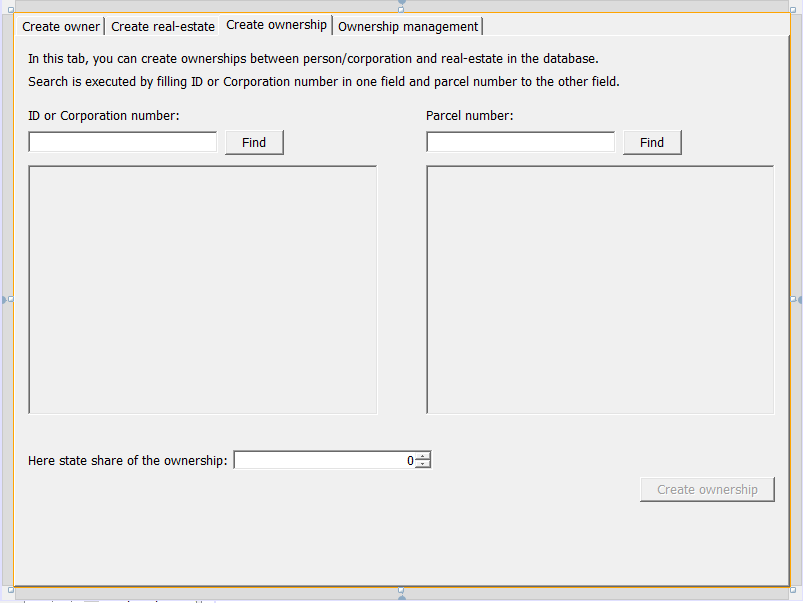 Create owner Create real-estate Create ownership Ownership management
In this tab, you can create ownerships between person/corporation and real-estate in the database.
Search is executed by filling ID or Corporation number in one field and parcel number to the other field.
ID or Corporation number: Parcel number:
Find Find
Here state share of the ownership: 0
Create ownership